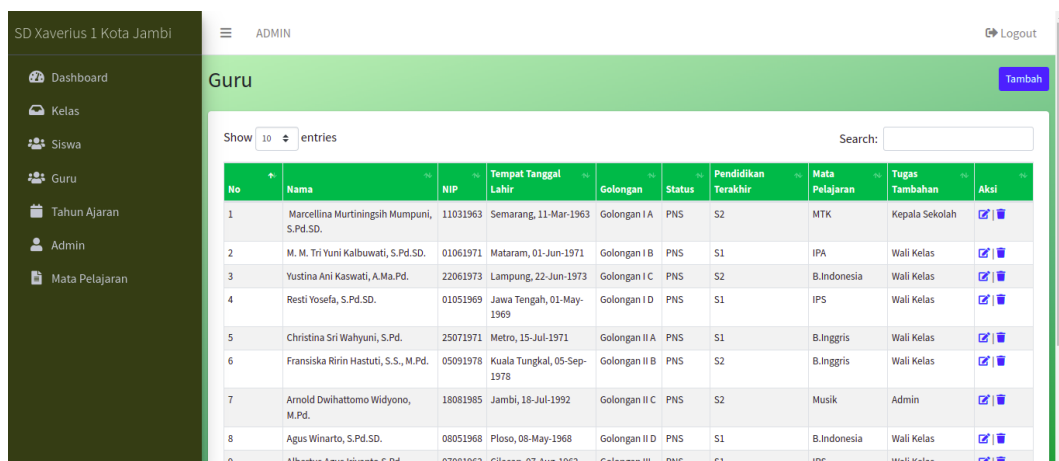 SD Xaverius 1 Kota Jambi
ADMIN
Logout
Dashboard
Kelas
Siswa
Guru
Tahun Ajaran
Admin
Mata Pelajaran
Guru
Tambah
Show 10 entries
Search:
No Nama NIP Tempat Tanggal Lahir Golongan Status Pendidikan Terakhir Mata Pelajaran Tugas Tambahan Aksi
1 Marcellina Murtiningsih Mumpuni, S.Pd.SD. 11031963 Semarang, 11-Mar-1963 Golongan I A PNS S2 MTK Kepala Sekolah |
2 M. M. Tri Yuni Kalbuwati, S.Pd.SD. 01061971 Mataram, 01-Jun-1971 Golongan I B PNS S1 IPA Wali Kelas |
3 Yustina Ani Kaswati, A.Ma.Pd. 22061973 Lampung, 22-Jun-1973 Golongan I C PNS S2 B.Indonesia Wali Kelas |
4 Resti Yosefa, S.Pd.SD. 01051969 Jawa Tengah, 01-May-1969 Golongan I D PNS S1 IPS Wali Kelas |
5 Christina Sri Wahyuni, S.Pd. 25071971 Metro, 15-Jul-1971 Golongan II A PNS S1 B.Inggris Wali Kelas |
6 Fransiska Ririn Hastuti, S.S., M.Pd. 05091978 Kuala Tungkal, 05-Sep-1978 Golongan II B PNS S2 B.Inggris Wali Kelas |
7 Arnold Dwihattomo Widyono, M.Pd. 18081985 Jambi, 18-Jul-1992 Golongan II C PNS S2 Musik Admin |
8 Agus Winarto, S.Pd.SD. 08051968 Ploso, 08-May-1968 Golongan II D PNS S1 B.Indonesia Wali Kelas |